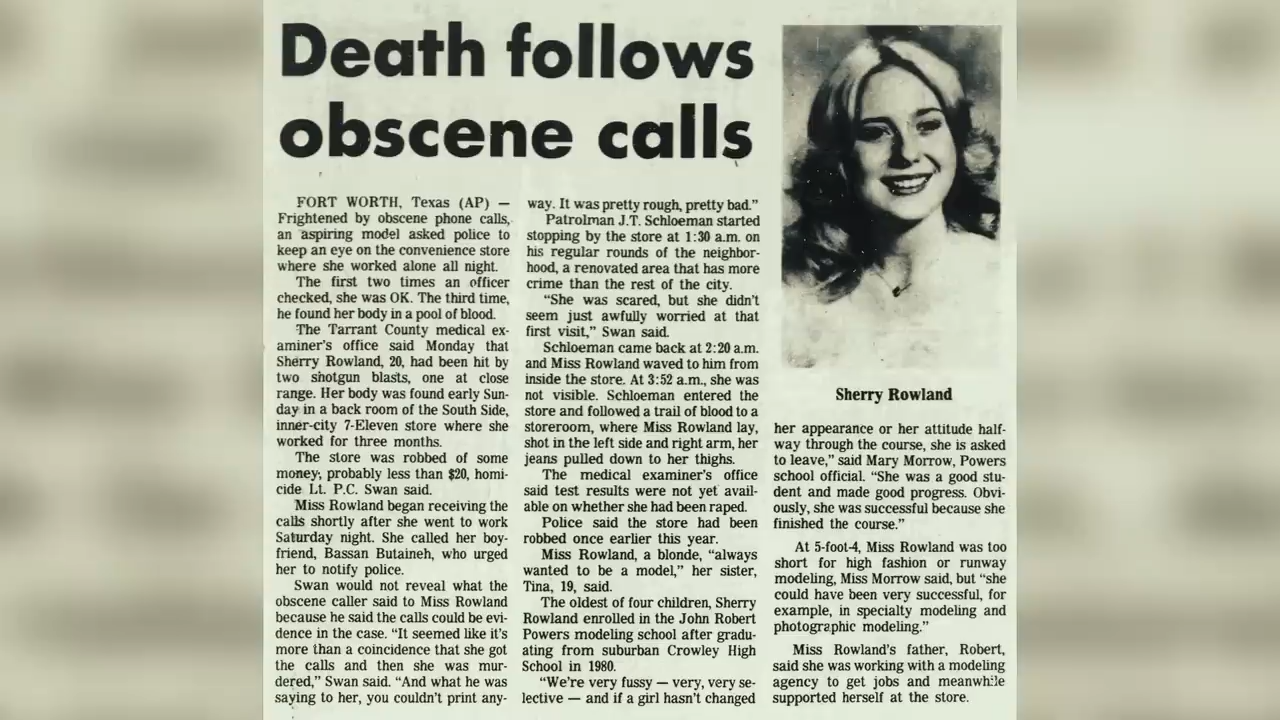 Death follows
obscene calls
FORT WORTH, Texas (AP) —
Frightened by obscene phone calls,
an aspiring model asked police to
keep an eye on the convenience store
where she worked alone all night.
The first two times an officer
checked, she was OK. The third time,
he found her body in a pool of blood.
The Tarrant County medical ex-
aminer's office said Monday that
Sherry Rowland, 20, had been hit by
two shotgun blasts, one at close
range. Her body was found early Sun-
day in a back room of the South Side,
inner-city 7-Eleven store where she
worked for three months.
The store was robbed of some
money, probably less than $20, homi-
cide Lt. P.C. Swan said.
Miss Rowland began receiving the
calls shortly after she went to work
Saturday night. She called her boy-
friend, Bassan Butaineh, who urged
her to notify police.
Swan would not reveal what the
obscene caller said to Miss Rowland
because he said the calls could be evi-
dence in the case. "It seemed like it's
more than a coincidence that she got
the calls and then she was mur-
dered," Swan said. "And what he was
saying to her, you couldn't print any-
way. It was pretty rough, pretty bad."
Patrolman J.T. Schloeman started
stopping by the store at 1:30 a.m. on
his regular rounds of the neighbor-
hood, a renovated area that has more
crime than the rest of the city.
"She was scared, but she didn't
seem just awfully worried at that
first visit," Swan said.
Schloeman came back at 2:20 a.m.
and Miss Rowland waved to him from
inside the store. At 3:52 a.m., she was
not visible. Schloeman entered the
store and followed a trail of blood to a
storeroom, where Miss Rowland lay,
shot in the left side and right arm, her
jeans pulled down to her thighs.
The medical examiner's office
said test results were not yet avail-
able on whether she had been raped.
Police said the store had been
robbed once earlier this year.
Miss Rowland, a blonde, "always
wanted to be a model," her sister,
Tina, 19, said.
The oldest of four children, Sherry
Rowland enrolled in the John Robert
Powers modeling school after gradu-
ating from suburban Crowley High
School in 1980.
"We're very fussy — very, very se-
lective — and if a girl hasn't changed
Sherry Rowland
her appearance or her attitude half-
way through the course, she is asked
to leave," said Mary Morrow, Powers
school official. "She was a good stu-
dent and made good progress. Obvi-
ously, she was successful because she
finished the course."
At 5-foot-4, Miss Rowland was too
short for high fashion or runway
modeling, Miss Morrow said, but "she
could have been very successful, for
example, in specialty modeling and
photographic modeling."
Miss Rowland's father, Robert,
said she was working with a modeling
agency to get jobs and meanwhile
supported herself at the store.